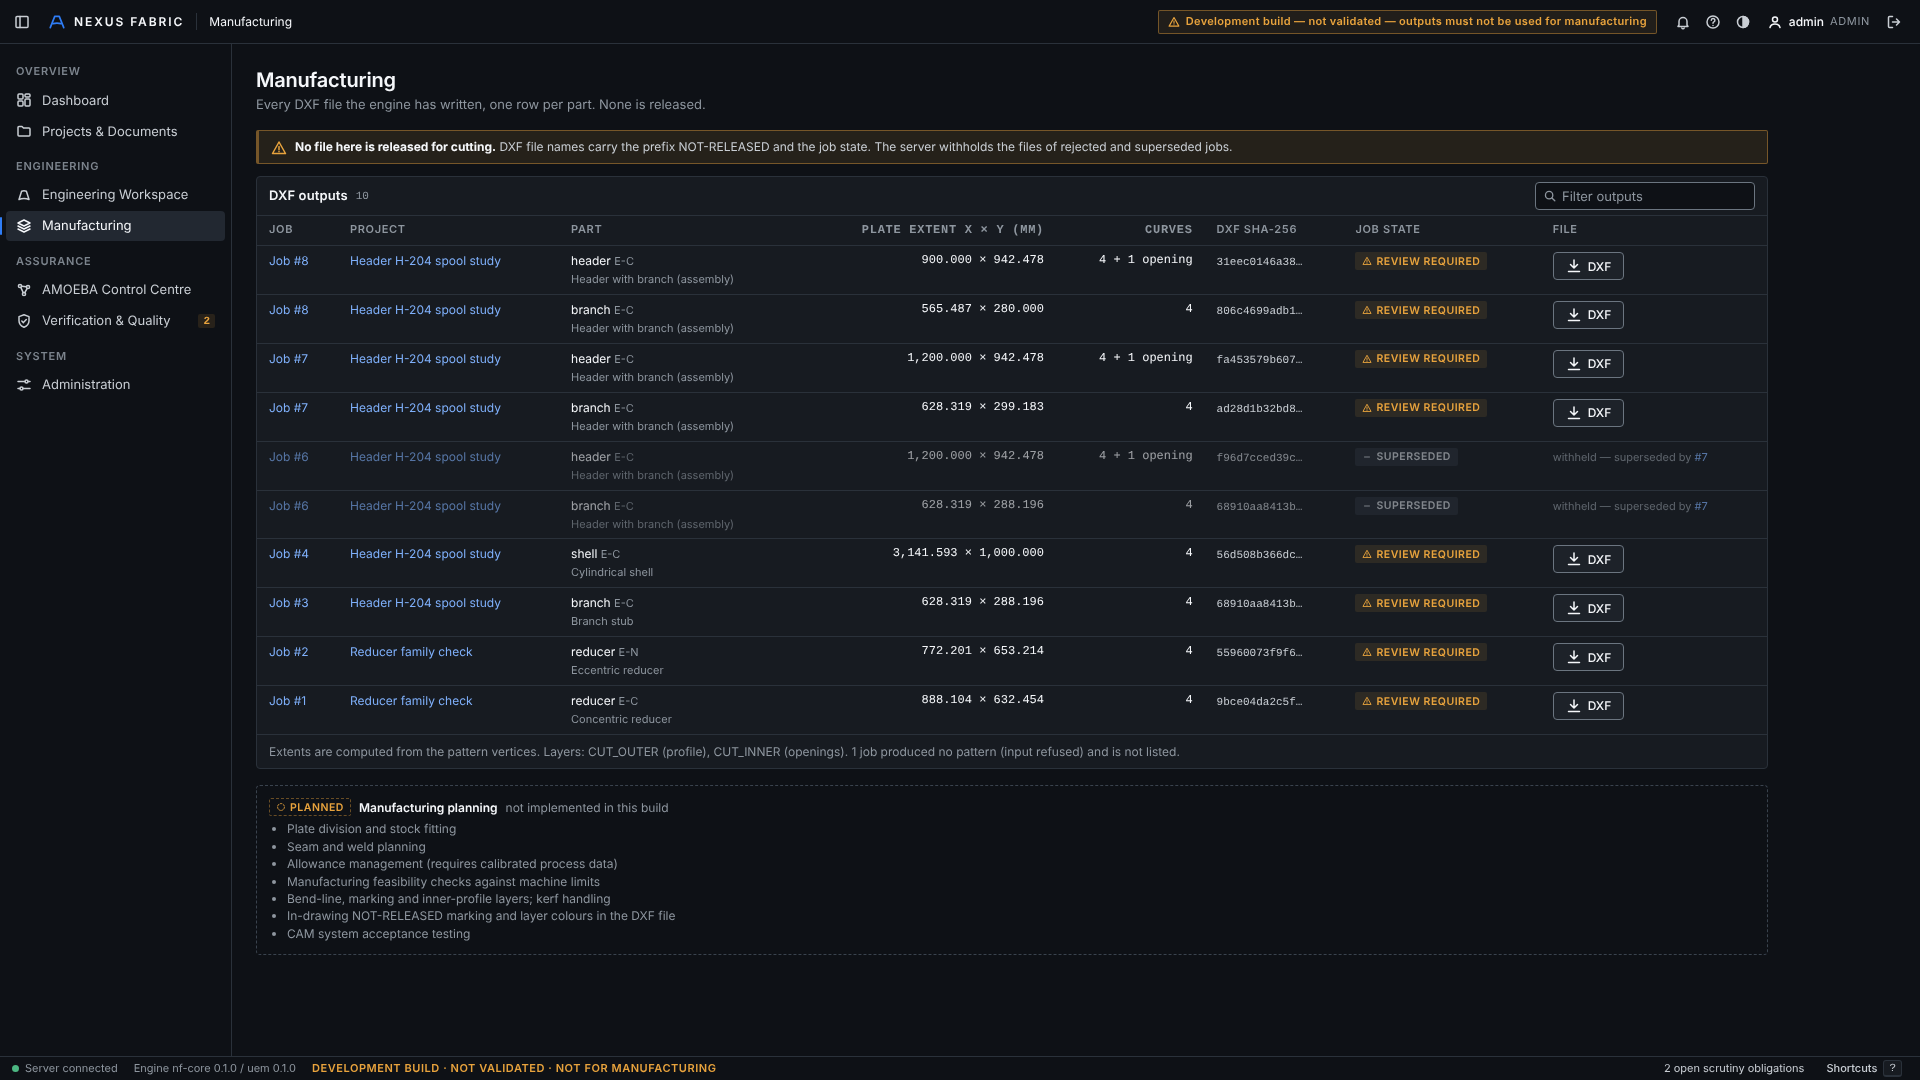 NEXUS FABRIC Manufacturing Development build — not validated — outputs must not be used for manufacturing admin ADMIN
OVERVIEW
Dashboard
Projects & Documents
ENGINEERING
Engineering Workspace
Manufacturing
ASSURANCE
AMOEBA Control Centre
Verification & Quality 2
SYSTEM
Administration
Manufacturing
Every DXF file the engine has written, one row per part. None is released.
No file here is released for cutting. DXF file names carry the prefix NOT-RELEASED and the job state. The server withholds the files of rejected and superseded jobs.
DXF outputs 10 Filter outputs
JOB PROJECT PART PLATE EXTENT X × Y (MM) CURVES DXF SHA-256 JOB STATE FILE
Job #8 Header H-204 spool study header E-C 900.000 × 942.478 4 + 1 opening 31eec0146a38… REVIEW REQUIRED DXF
Header with branch (assembly)
Job #8 Header H-204 spool study branch E-C 565.487 × 280.000 4 806c4699adb1… REVIEW REQUIRED DXF
Header with branch (assembly)
Job #7 Header H-204 spool study header E-C 1,200.000 × 942.478 4 + 1 opening fa453579b607… REVIEW REQUIRED DXF
Header with branch (assembly)
Job #7 Header H-204 spool study branch E-C 628.319 × 299.183 4 ad28d1b32bd8… REVIEW REQUIRED DXF
Header with branch (assembly)
Job #6 Header H-204 spool study header E-C 1,200.000 × 942.478 4 + 1 opening f96d7cced39c… – SUPERSEDED withheld — superseded by #7
Header with branch (assembly)
Job #6 Header H-204 spool study branch E-C 628.319 × 288.196 4 68910aa8413b… – SUPERSEDED withheld — superseded by #7
Header with branch (assembly)
Job #4 Header H-204 spool study shell E-C 3,141.593 × 1,000.000 4 56d508b366dc… REVIEW REQUIRED DXF
Cylindrical shell
Job #3 Header H-204 spool study branch E-C 628.319 × 288.196 4 68910aa8413b… REVIEW REQUIRED DXF
Branch stub
Job #2 Reducer family check reducer E-N 772.201 × 653.214 4 55960073f9f6… REVIEW REQUIRED DXF
Eccentric reducer
Job #1 Reducer family check reducer E-C 888.104 × 632.454 4 9bce04da2c5f… REVIEW REQUIRED DXF
Concentric reducer
Extents are computed from the pattern vertices. Layers: CUT_OUTER (profile), CUT_INNER (openings). 1 job produced no pattern (input refused) and is not listed.
PLANNED Manufacturing planning not implemented in this build
• Plate division and stock fitting
• Seam and weld planning
• Allowance management (requires calibrated process data)
• Manufacturing feasibility checks against machine limits
• Bend-line, marking and inner-profile layers; kerf handling
• In-drawing NOT-RELEASED marking and layer colours in the DXF file
• CAM system acceptance testing
Server connected Engine nf-core 0.1.0 / uem 0.1.0 DEVELOPMENT BUILD · NOT VALIDATED · NOT FOR MANUFACTURING 2 open scrutiny obligations Shortcuts ?